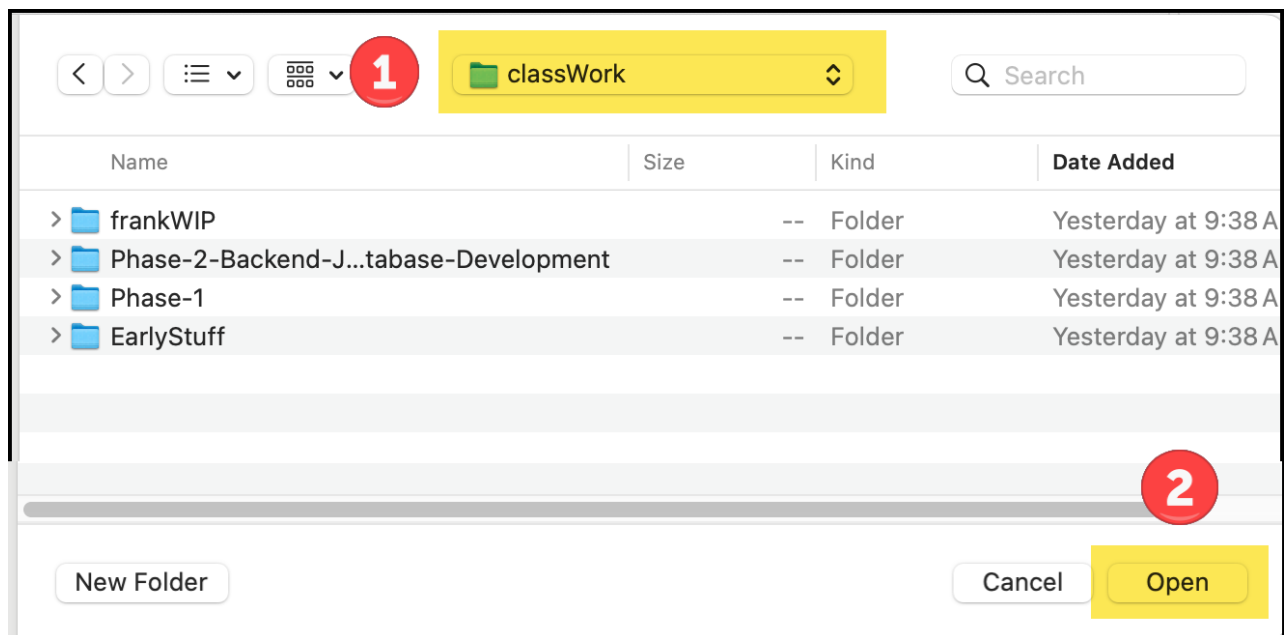 1 classWork Search
Name Size Kind Date Added
frankWIP -- Folder Yesterday at 9:38 A
Phase-2-Backend-J...tabase-Development -- Folder Yesterday at 9:38 A
Phase-1 -- Folder Yesterday at 9:38 A
EarlyStuff -- Folder Yesterday at 9:38 A
2
New Folder Cancel Open